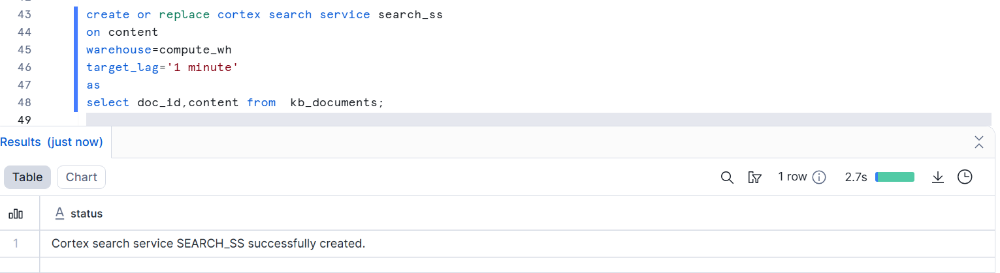 43 create or replace cortex search service search_ss
44 on content
45 warehouse=compute_wh
46 target_lag='1 minute'
47 as
48 select doc_id,content from  kb_documents;
49
Results (just now)
Table Chart 1 row 2.7s
A status
1 Cortex search service SEARCH_SS successfully created.